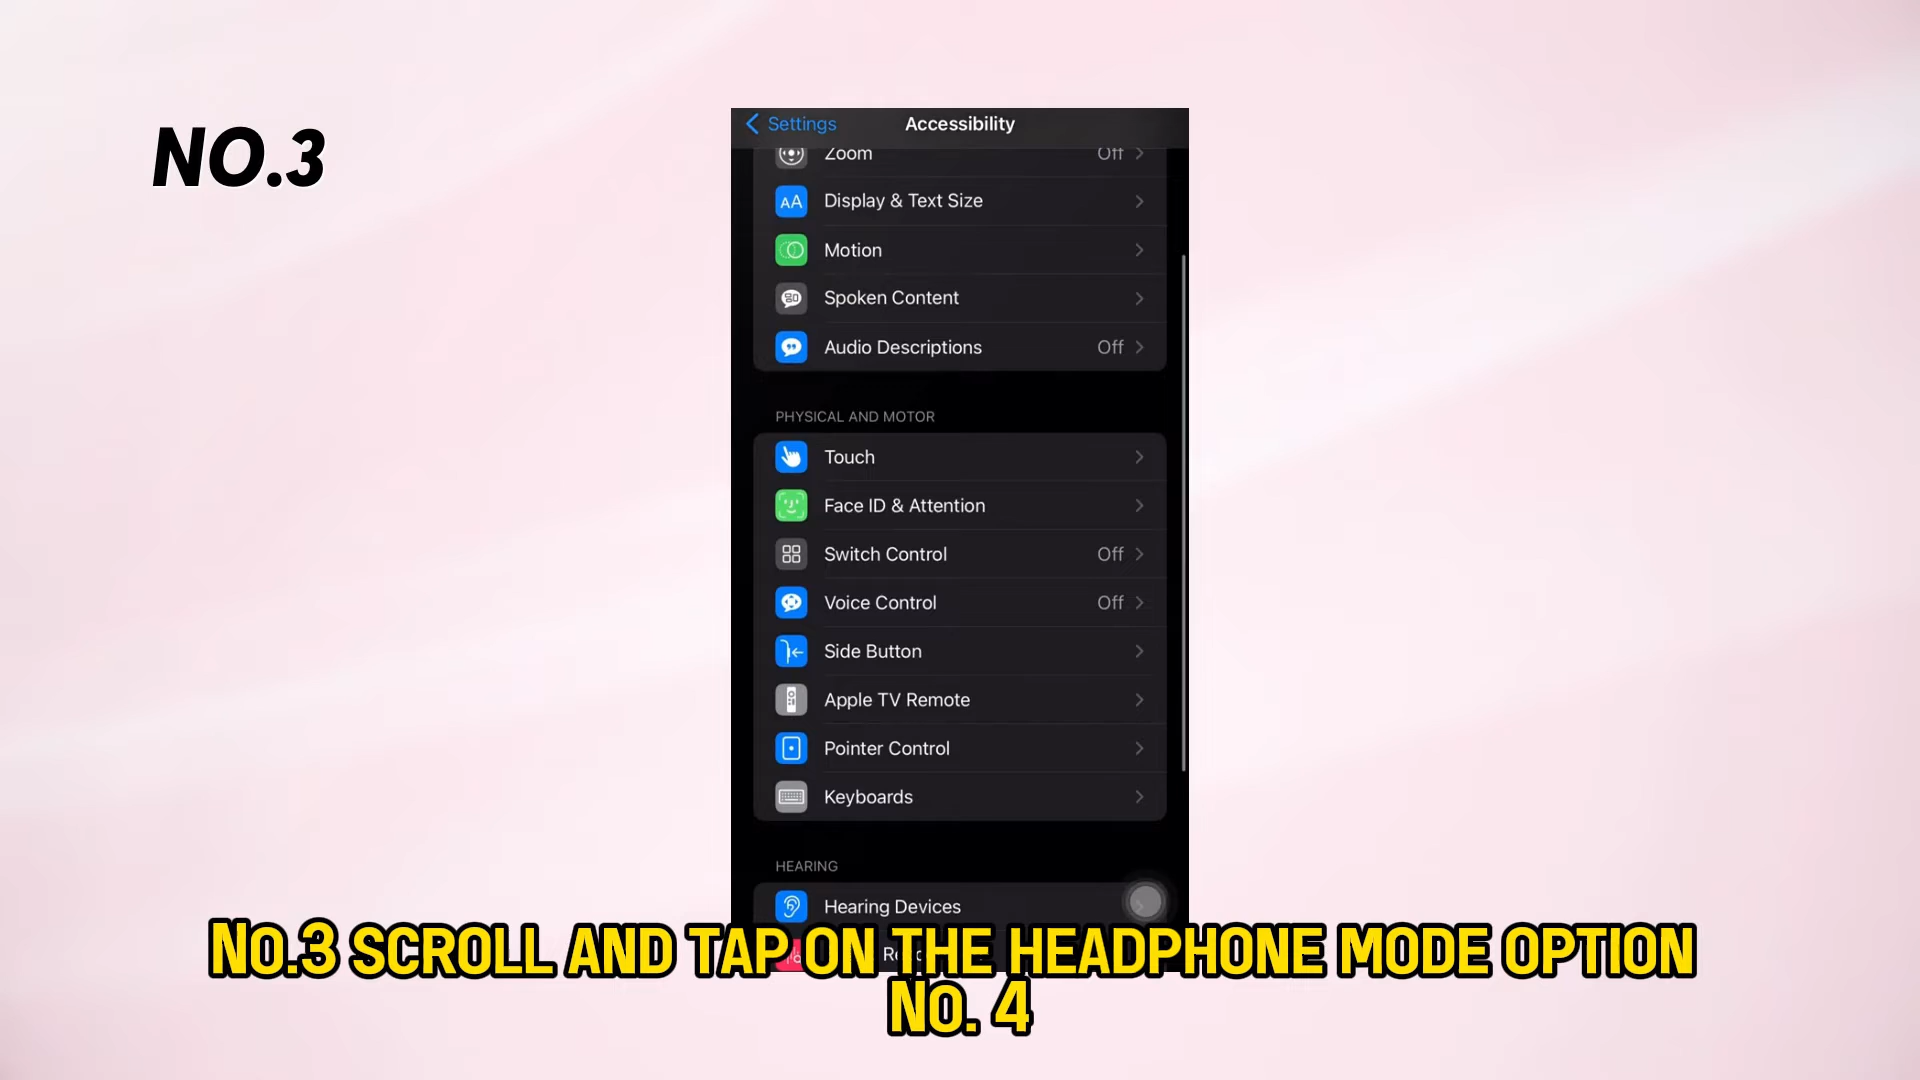 NO.3
Settings
Accessibility
Zoom Off
AA Display & Text Size
Motion
Spoken Content
Audio Descriptions Off
PHYSICAL AND MOTOR
Touch
Face ID & Attention
Switch Control Off
Voice Control Off
Side Button
Apple TV Remote
Pointer Control
Keyboards
HEARING
Hearing Devices
NO.3 SCROLL AND TAP ON THE HEADPHONE MODE OPTION
NO. 4